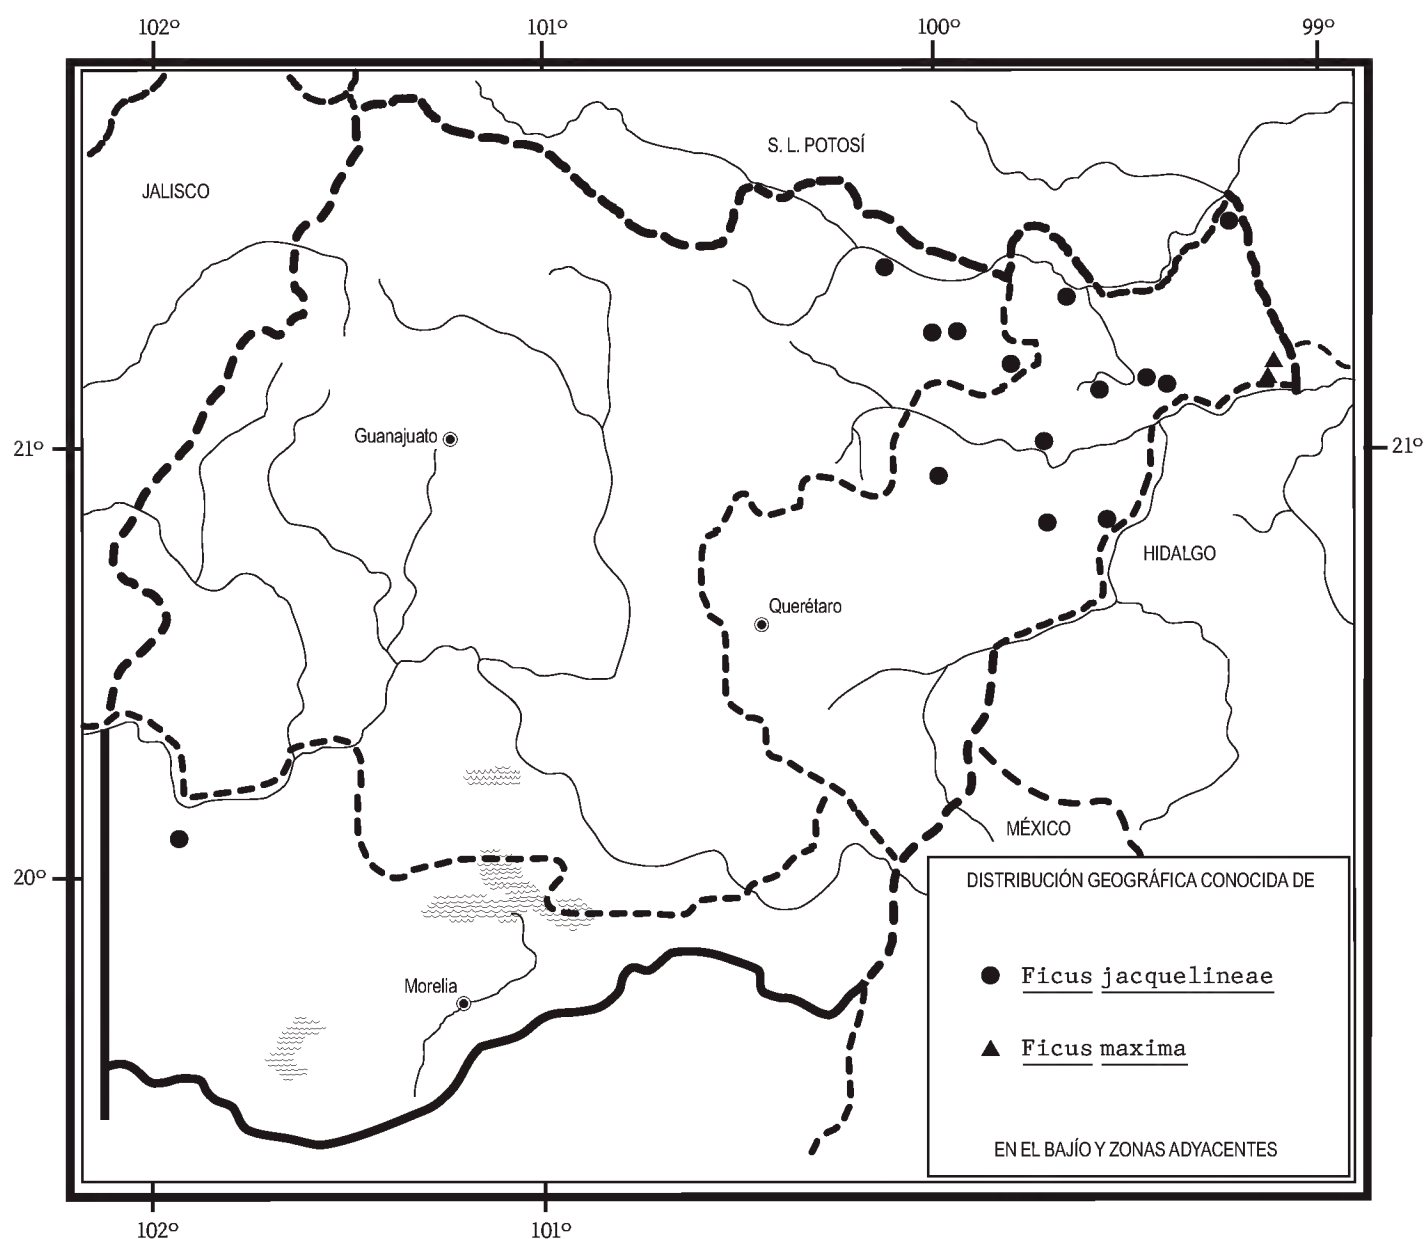 102° 101° 100° 99°
S. L. POTOSÍ
JALISCO
Guanajuato
21° 21°
HIDALGO
Querétaro
MÉXICO
20°
DISTRIBUCIÓN GEOGRÁFICA CONOCIDA DE
Ficus jacquelineae
Morelia
Ficus maxima
EN EL BAJÍO Y ZONAS ADYACENTES
102° 101°